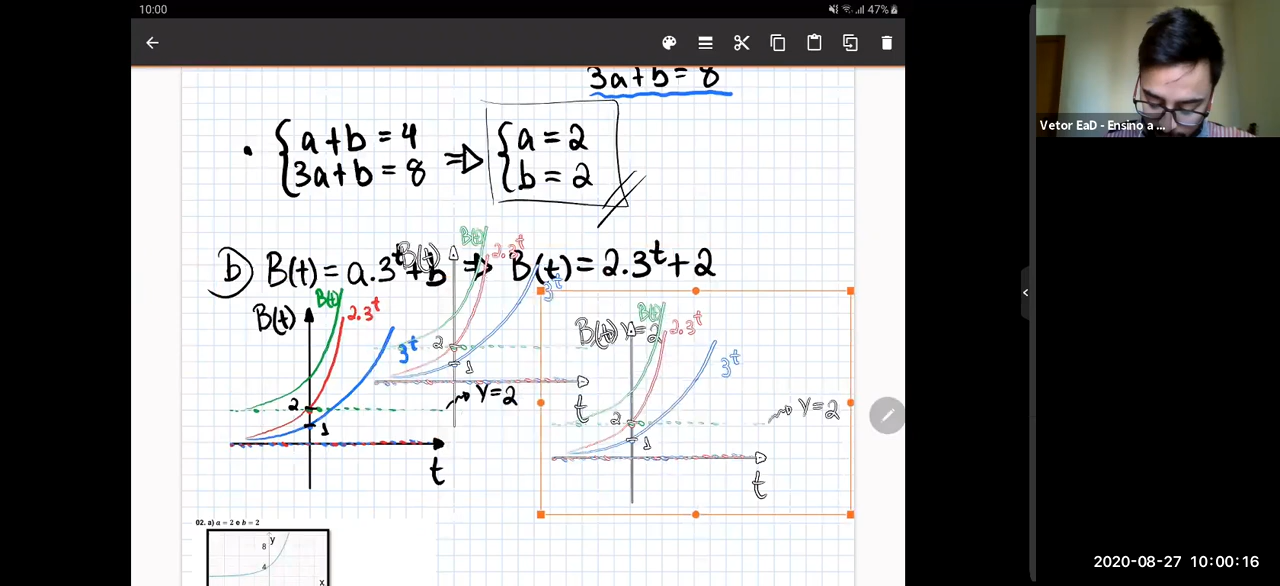 10:00
47%
3a+b=8
• { a+b=4 ⇒ { a=2
3a+b=8 b=2
b) B(t)=a.3^t+b ⇒ B(t)=2.3^t+2
B(t)
B(t)
2.3^t
3^t
2
1
Y=2
t
B(t)
B(t)
2.3^t
3^t
2
1
Y=2
t
B(t)
B(t)
2.3^t
3^t
2
1
Y=2
t
02. a) a = 2 e b = 2
y
8
4
x
Vetor EaD - Ensino a ...
2020-08-27 10:00:16